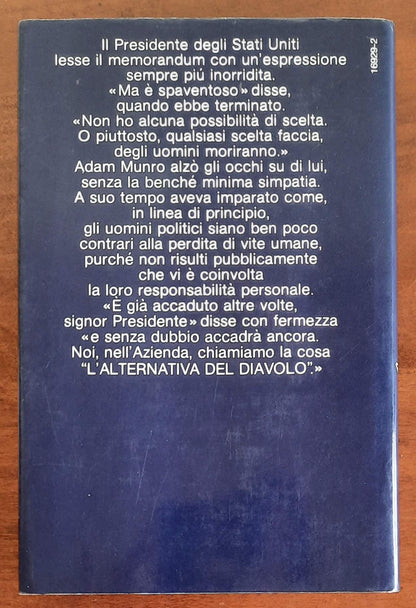 Il Presidente degli Stati Uniti
lesse il memorandum con un'espressione
sempre piú inorridita.
«Ma è spaventoso» disse,
quando ebbe terminato.
«Non ho alcuna possibilità di scelta.
O piuttosto, qualsiasi scelta faccia,
degli uomini moriranno.»
Adam Munro alzò gli occhi su di lui,
senza la benché minima simpatia.
A suo tempo aveva imparato come,
in linea di principio,
gli uomini politici siano ben poco
contrari alla perdita di vite umane,
purché non risulti pubblicamente
che vi è coinvolta
la loro responsabilità personale.
«È già accaduto altre volte,
signor Presidente» disse con fermezza
«e senza dubbio accadrà ancora.
Noi, nell'Azienda, chiamiamo la cosa
"L'ALTERNATIVA DEL DIAVOLO".»
16929-2